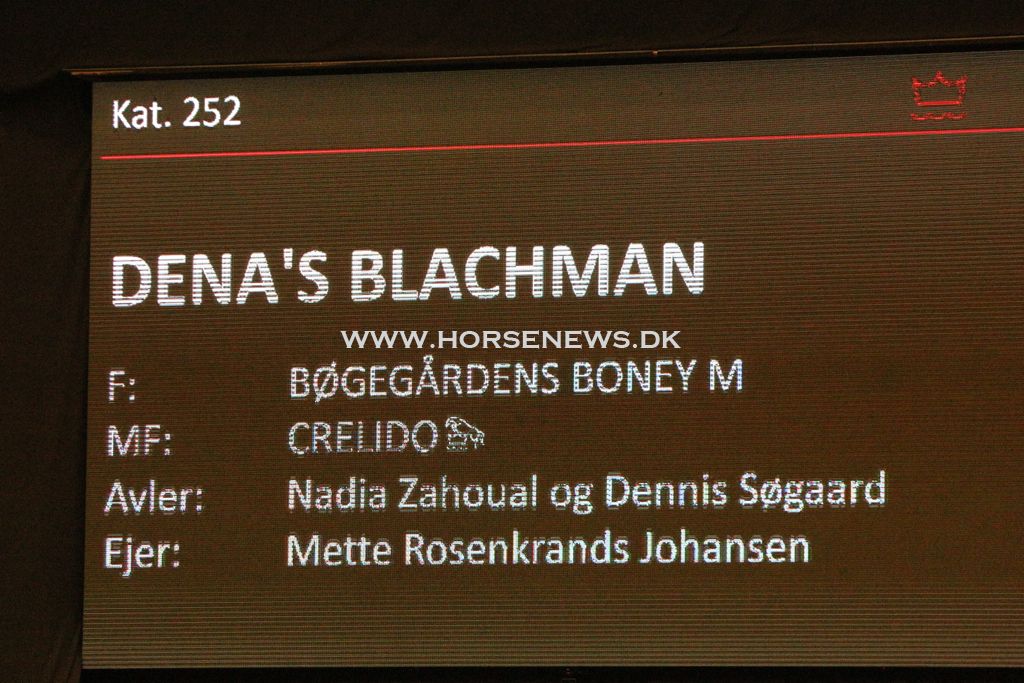 Kat. 252
DENA'S BLACHMAN
WWW.HORSENEWS.DK
F: BØGEGÅRDENS BONEY M
MF: CRELIDO
Avler: Nadia Zahoual og Dennis Søgaard
Ejer: Mette Rosenkrands Johansen